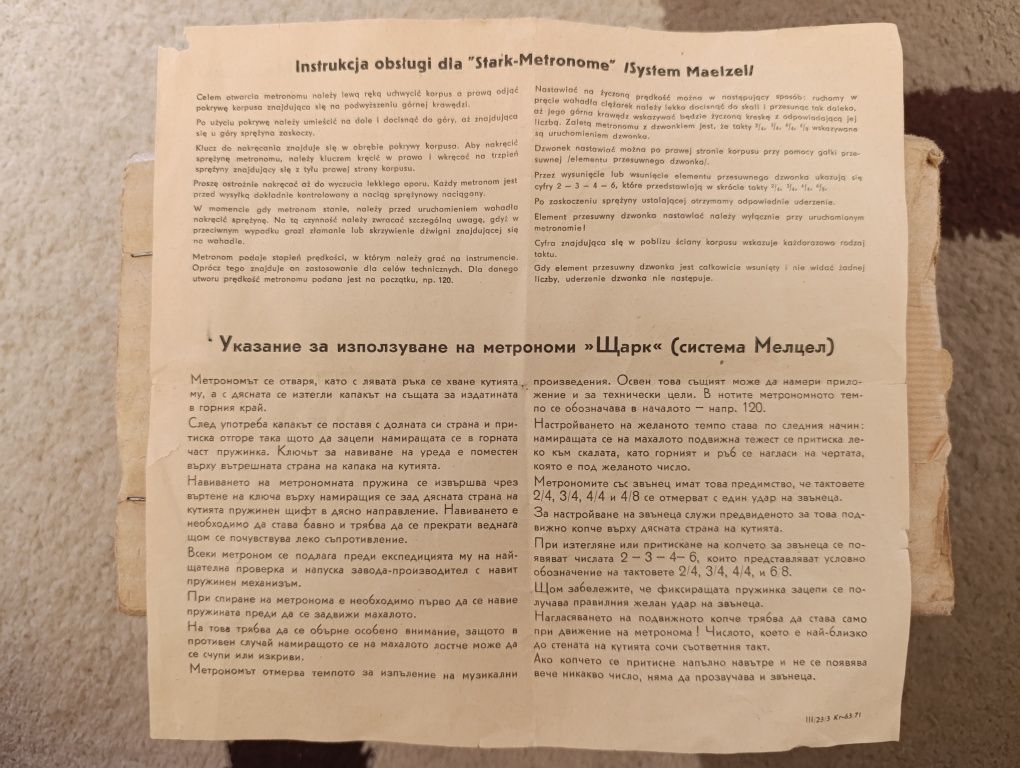 Instrukcja obsługi dla "Stark-Metronome" /System Maelzel/
Celem otwarcia metronomu należy lewą ręką uchwycić korpus a prawą odjąć
pokrywę korpusu znajdująca się na podwyższeniu górnej krawędzi.
Po użyciu pokrywę należy umieścić na dole i docisnąć do góry, aż znajdująca
się u góry sprężyna zaskoczy.
Klucz do nakręcania znajduje się w obrębie pokrywy korpusu. Aby nakręcić
sprężynę metronomu, należy kluczem kręcić w prawo i wkręcać na trzpień
sprężyny znajdujący się z tyłu prawej strony korpusu.
Proszę ostrożnie nakręcać aż do wyczucia lekkiego oporu. Każdy metronom jest
przed wysyłką dokładnie kontrolowany a naciąg sprężynowy naciągany.
W momencie gdy metronom stanie, należy przed uruchomieniem wahadła
nakręcić sprężynę. Na tą czynność należy zwracać szczególną uwagę, gdyż w
przeciwnym wypadku grozi złamanie lub skrzywienie dźwigni znajdującej się
na wahadle.
Metronom podaje stopień prędkości, w którym należy grać na instrumencie.
Oprócz tego znajduje on zastosowanie dla celów technicznych. Dla danego
utworu prędkość metronomu podana jest na początku, np. 120.
Nastawiać na życzoną prędkość można w następujący sposób: ruchomy w
pręcie wahadła ciężarek należy lekko docisnąć do skali i przesunąć tak daleko,
aż jego górna krawędź wskazywać będzie życzoną kreskę z odpowiadającą jej
liczbą. Zaletą metronomu z dzwonkiem jest, że takty 2/4, 3/4, 4/4, 6/8 wskazywane
są uruchomieniem dzwonka.
Dzwonek nastawiać można po prawej stronie korpusu przy pomocy gałki prze-
suwnej /elementu przesuwnego dzwonka/.
Przez wysunięcie lub wsunięcie elementu przesuwnego dzwonka ukazują się
cyfry 2 – 3 – 4 – 6, które przedstawiają w skrócie takty 2/4, 3/4, 4/4, 6/8.
Po zaskoczeniu sprężyny ustalającej otrzymamy odpowiednie uderzenie.
Element przesuwny dzwonka nastawiać należy wyłącznie przy uruchomionym
metronomie!
Cyfra znajdująca się w pobliżu ściany korpusu wskazuje każdorazowo rodzaj
taktu.
Gdy element przesuwny dzwonka jest całkowicie wsunięty i nie widać żadnej
liczby, uderzenie dzwonka nie następuje.
Указание за използуване на метрономи »Щарк« (система Мелцел)
Метрономът се отваря, като с лявата ръка се хване кутията
му, а с дясната се изтегли капакът на същата за издатината
в горния край.
След употреба капакът се поставя с долната си страна и при-
тиска отгоре така щото да зацепи намиращата се в горната
част пружинка. Ключът за навиване на уреда е поместен
върху вътрешната страна на капака на кутията.
Навиването на метрономната пружина се извършва чрез
въртене на ключа върху намиращия се зад дясната страна на
кутията пружинен щифт в дясно направление. Навиването е
необходимо да става бавно и трябва да се прекрати веднага
щом се почувствува леко съпротивление.
Всеки метроном се подлага преди експедицията му на най-
щателна проверка и напуска завода-производител с навит
пружинен механизъм.
При спиране на метронома е необходимо първо да се навие
пружината преди да се задвижи махалото.
На това трябва да се обърне особено внимание, защото в
противен случай намиращото се на махалото лостче може да
се счупи или изкриви.
Метрономът отмерва темпото за изпъление на музикални
произведения. Освен това същият може да намери прило-
жение и за технически цели. В нотите метрономното тем-
по се обозначава в началото – напр. 120.
Настройването на желаното темпо става по следния начин:
намиращата се на махалото подвижна тежест се притиска ле-
ко към скалата, като горният и ръб се нагласи на чертата,
която е под желаното число.
Метрономите със звънец имат това предимство, че тактовете
2/4, 3/4, 4/4 и 4/8 се отмерват с един удар на звънеца.
За настройване на звънеца служи предвиденото за това под-
вижно копче върху дясната страна на кутията.
При изтегляне или притискане на копчето за звънеца се по-
явяват числата 2 – 3 – 4 – 6, които представляват условно
обозначение на тактовете 2/4, 3/4, 4/4, и 6/8.
Щом забележите, че фиксиращата пружинка зацепи се по-
лучава правилния желан удар на звънеца.
Нагласяването на подвижното копче трябва да става само
при движение на метронома! Числото, което е най-близко
до стената на кутията сочи съответния такт.
Ако копчето се притисне напълно навътре и не се появява
вече никакво число, няма да прозвучава и звънеца.
III/23/3 Kr-63/71